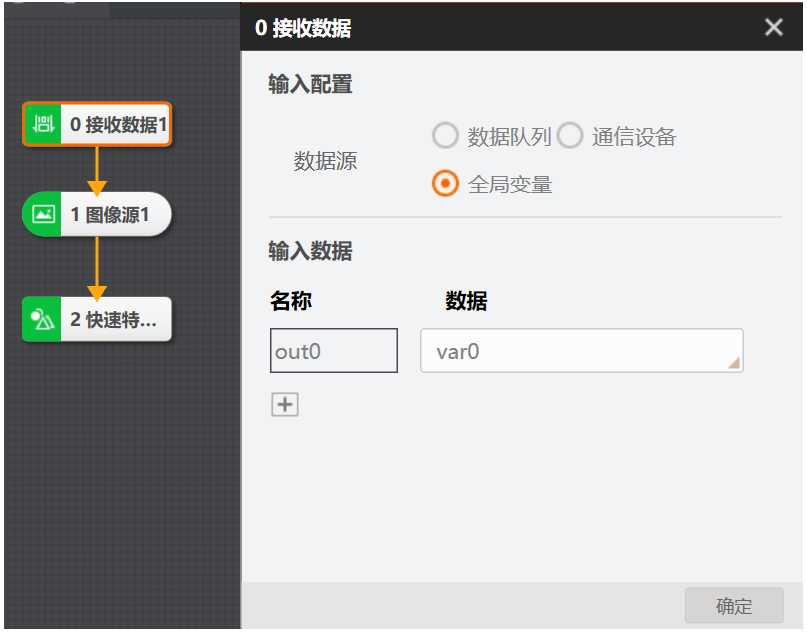 0 接收数据
输入配置
数据源
数据队列 通信设备
全局变量
输入数据
名称 数据
out0 var0
确定
0 接收数据1
1 图像源1
2 快速特...